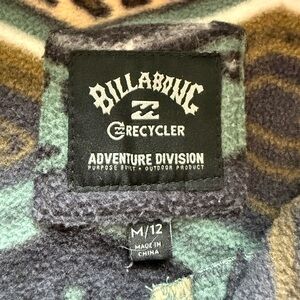 BILLABONG
RECYCLER
ADVENTURE DIVISION
PURPOSE BUILT • OUTDOOR PRODUCT
M/12
MADE IN
CHINA